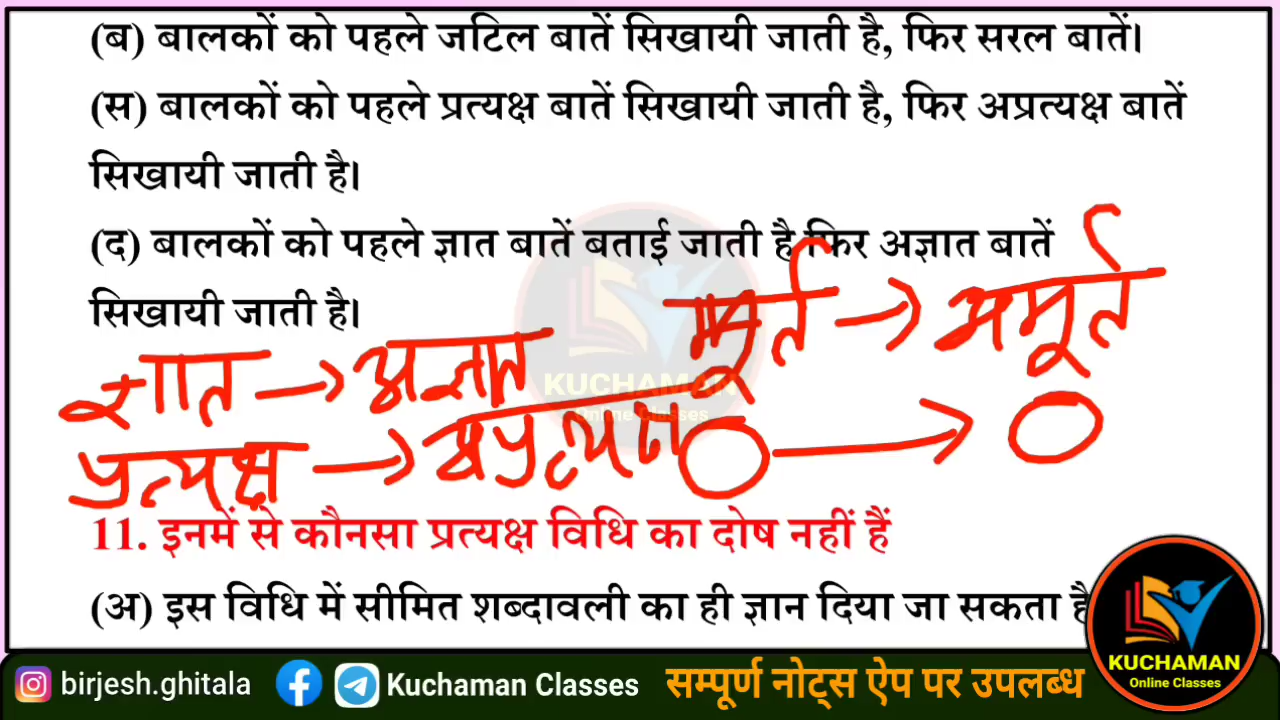 (ब) बालकों को पहले जटिल बातें सिखायी जाती है, फिर सरल बातें।
(स) बालकों को पहले प्रत्यक्ष बातें सिखायी जाती है, फिर अप्रत्यक्ष बातें
सिखायी जाती है।
(द) बालकों को पहले ज्ञात बातें बताई जाती है फिर अज्ञात बातें
सिखायी जाती है।
मूर्त → अमूर्त
ज्ञात → अज्ञात
प्रत्यक्ष → अप्रत्यक्ष
KUCHAMAN
Online Classes
11. इनमें से कौनसा प्रत्यक्ष विधि का दोष नहीं हैं
(अ) इस विधि में सीमित शब्दावली का ही ज्ञान दिया जा सकता है
KUCHAMAN
Online Classes
birjesh.ghitala Kuchaman Classes सम्पूर्ण नोट्स ऐप पर उपलब्ध